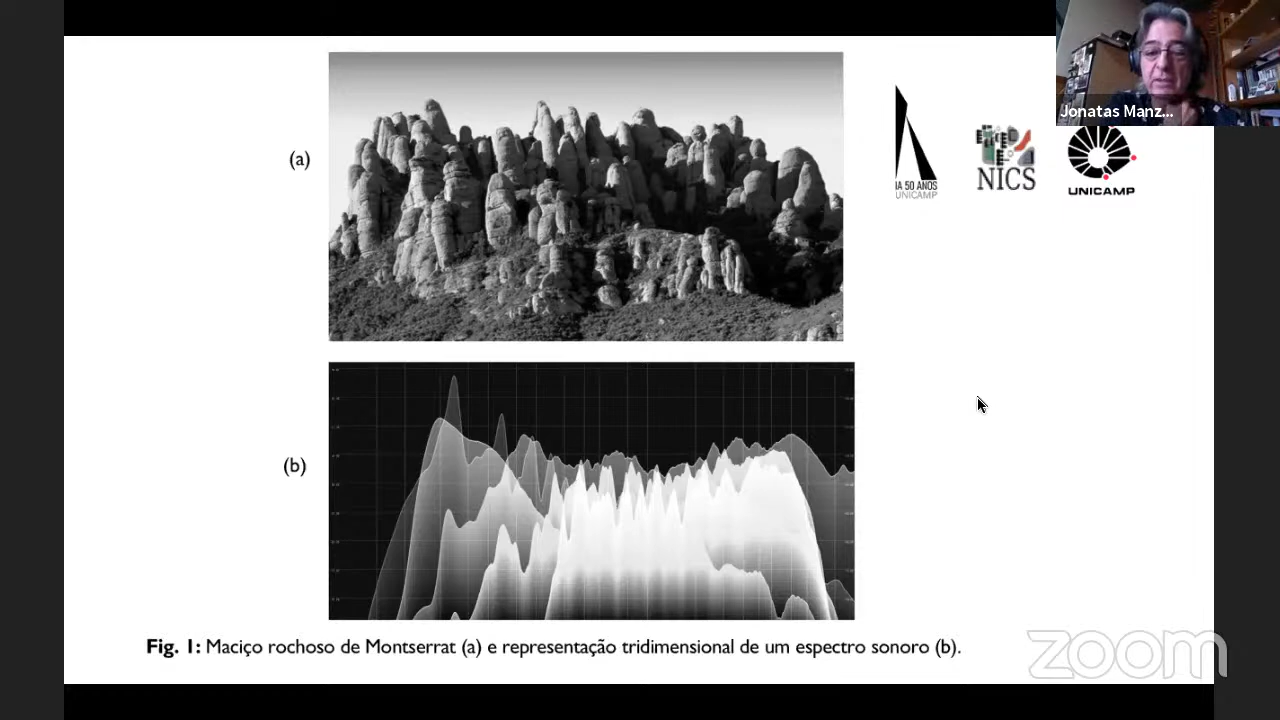 Jonatas Manz...
(a)
IA 50 ANOS
UNICAMP
NICS
UNICAMP
(b)
Fig. 1: Maciço rochoso de Montserrat (a) e representação tridimensional de um espectro sonoro (b).
zoom